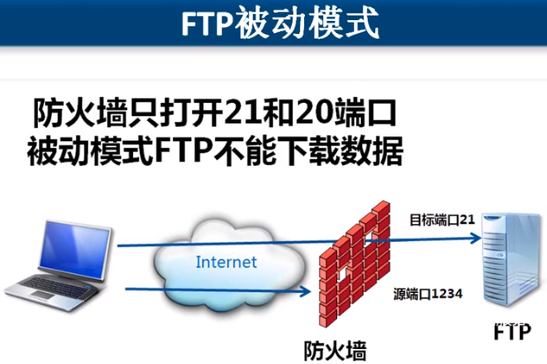 FTP被动模式
防火墙只打开21和20端口
被动模式FTP不能下载数据
目标端口21
Internet
源端口1234
防火墙
FTP